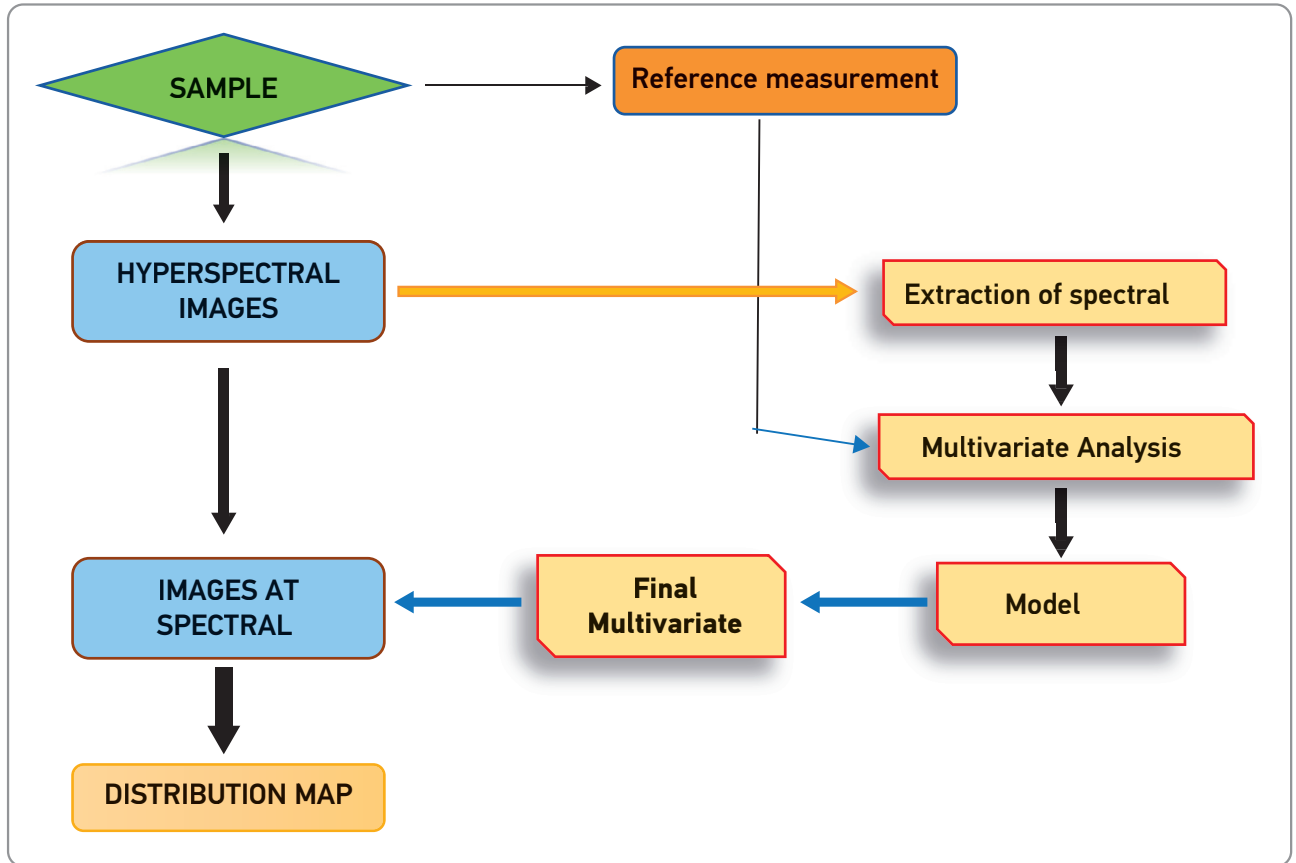 SAMPLE
Reference measurement
HYPERSPECTRAL
IMAGES
Extraction of spectral
Multivariate Analysis
IMAGES AT
SPECTRAL
Final
Multivariate
Model
DISTRIBUTION MAP